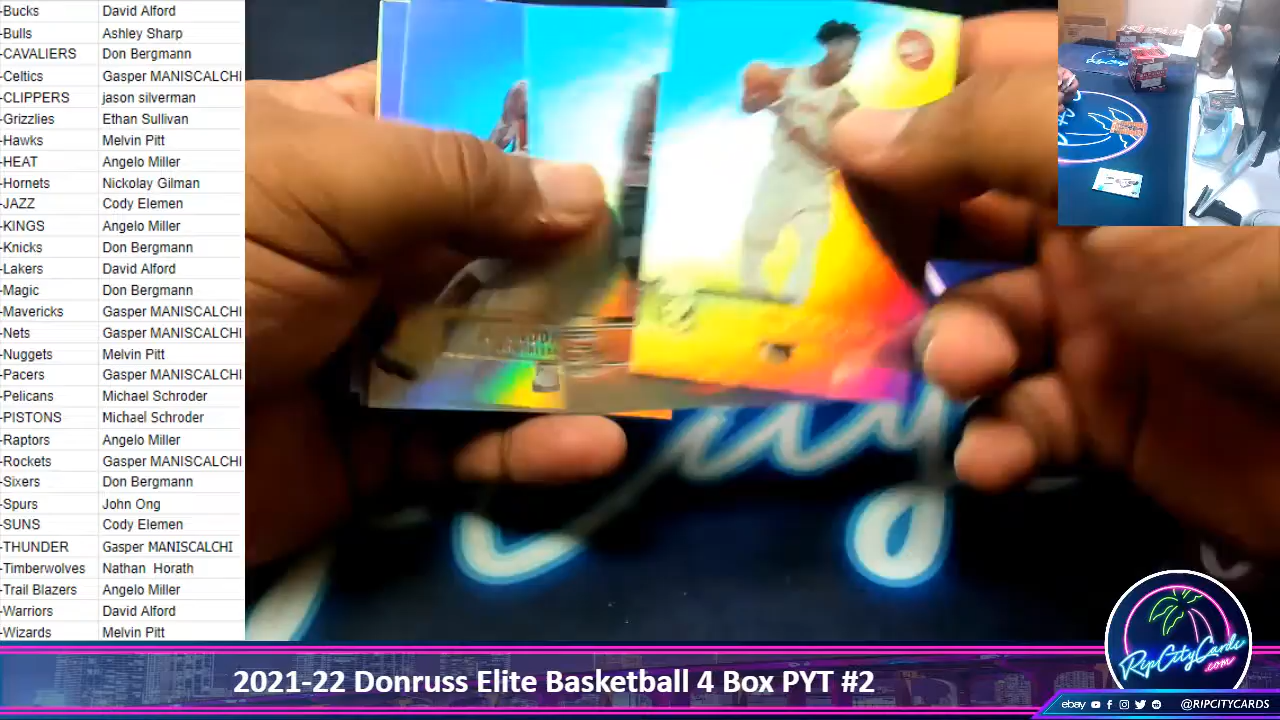 -Bucks David Alford
-Bulls Ashley Sharp
-CAVALIERS Don Bergmann
-Celtics Gasper MANISCALCHI
-CLIPPERS jason silverman
-Grizzlies Ethan Sullivan
-Hawks Melvin Pitt
-HEAT Angelo Miller
-Hornets Nickolay Gilman
-JAZZ Cody Elemen
-KINGS Angelo Miller
-Knicks Don Bergmann
-Lakers David Alford
-Magic Don Bergmann
-Mavericks Gasper MANISCALCHI
-Nets Gasper MANISCALCHI
-Nuggets Melvin Pitt
-Pacers Gasper MANISCALCHI
-Pelicans Michael Schroder
-PISTONS Michael Schroder
-Raptors Angelo Miller
-Rockets Gasper MANISCALCHI
-Sixers Don Bergmann
-Spurs John Ong
-SUNS Cody Elemen
-THUNDER Gasper MANISCALCHI
-Timberwolves Nathan Horath
-Trail Blazers Angelo Miller
-Warriors David Alford
-Wizards Melvin Pitt
RipCityCards
.com
2021-22 Donruss Elite Basketball 4 Box PYT #2
ebay @RIPCITYCARDS